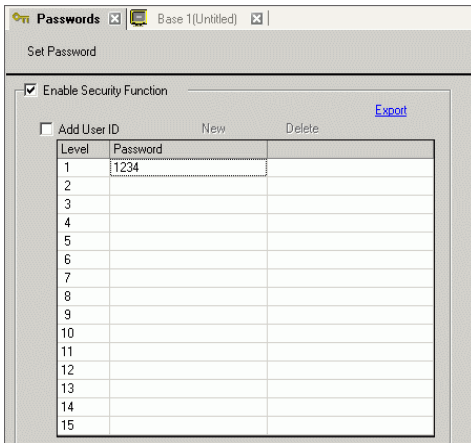 Passwords Base 1(Untitled)
Set Password
Enable Security Function
Export
Add User ID New Delete
Level Password
1 1234
2
3
4
5
6
7
8
9
10
11
12
13
14
15